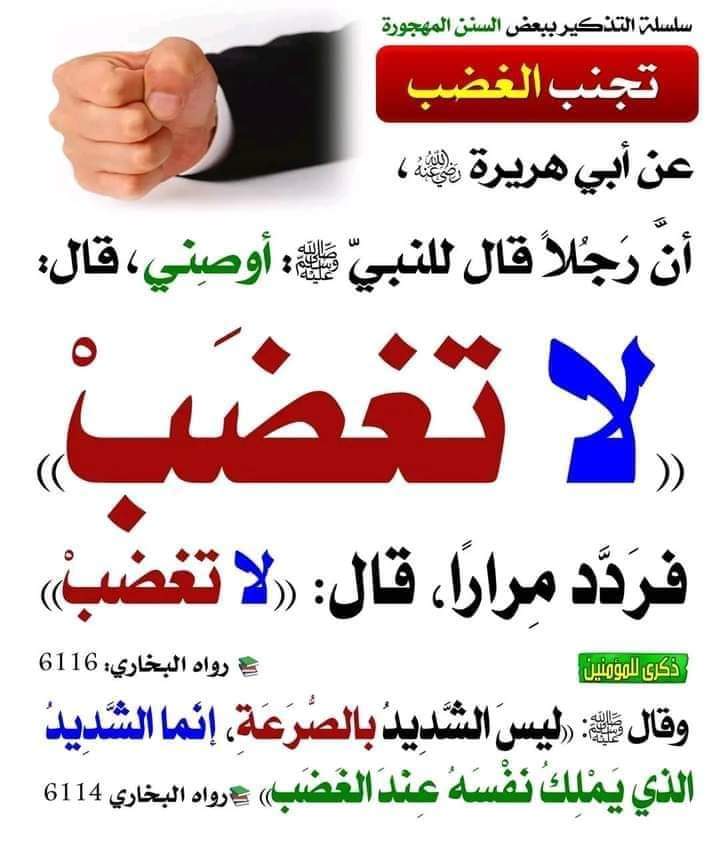 سلسلة التذكير ببعض السنن المهجورة
تجنب الغضب
عن أبي هريرة رضي الله عنه ،
أنَّ رَجُلاً قال للنبيّ ﷺ: أوصِني، قال:
((لا تغضَبْ))
فردَّد مِرارًا، قال: ((لا تغضبْ))
رواه البخاري: 6116
ذكرى للمؤمنين
وقال ﷺ: ((ليسَ الشَّديدُ بالصُّرَعَةِ، إنَّما الشَّدِيدُ
الذي يَمْلِكُ نفْسَهُ عِندَ الغَضَب)) رواه البخاري 6114